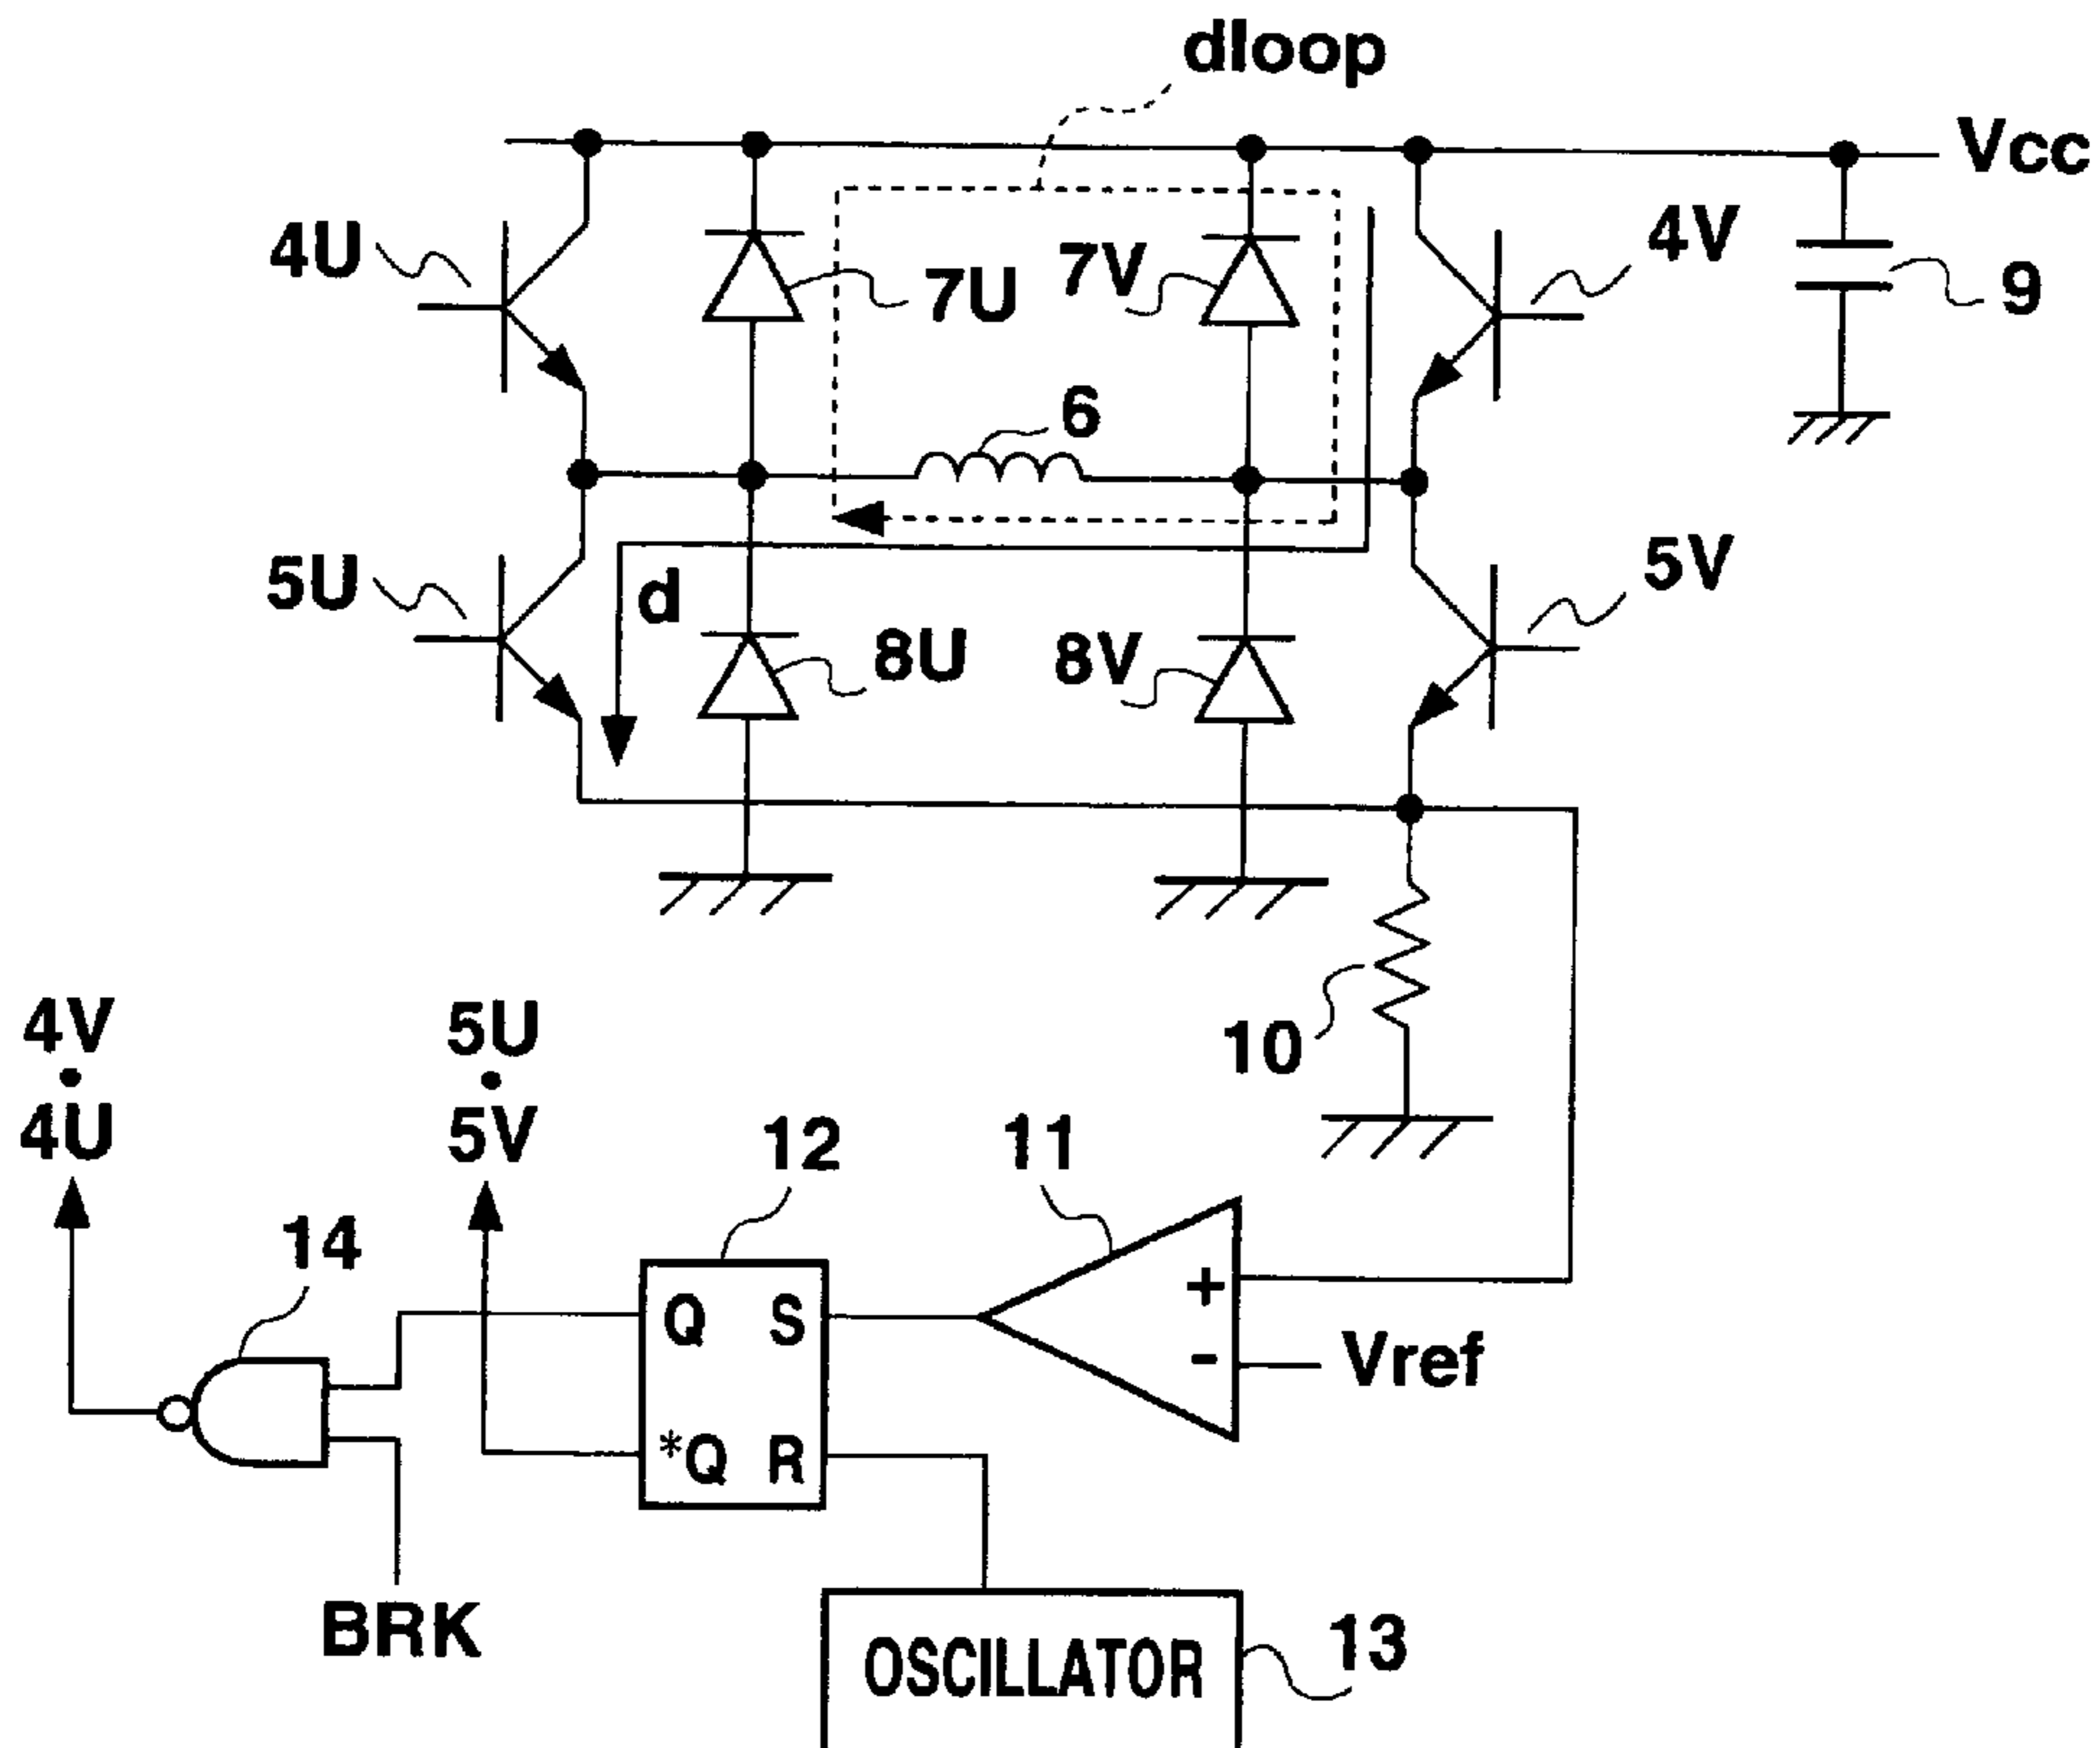 dloop
Vcc
4U
7U
7V
4V
9
6
5U
d
8U
8V
5V
10
4V
•
4U
5U
•
5V
12
11
14
Q S
+
- Vref
*Q R
BRK
OSCILLATOR
13